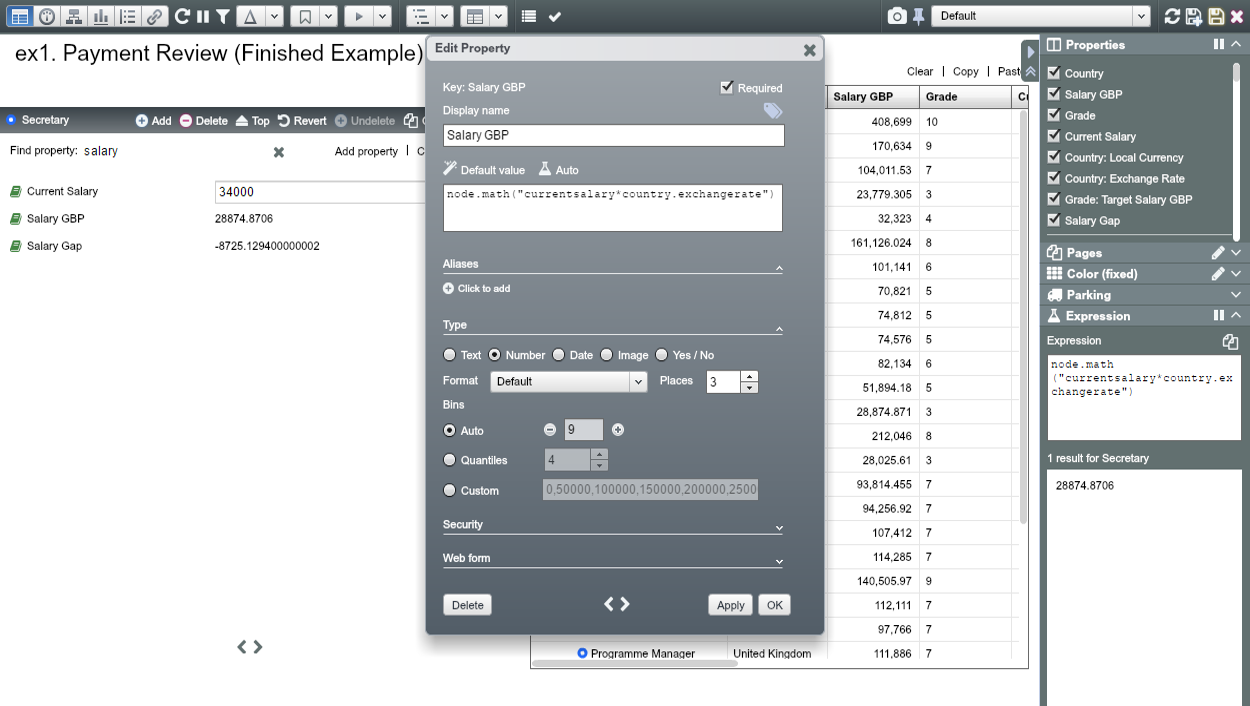 Default
ex1. Payment Review (Finished Example)
Clear | Copy | Past
Secretary
Add Delete Top Revert Undelete
Find property: salary
Add property |
Current Salary 34000
Salary GBP 28874.8706
Salary Gap -8725.129400000002
Edit Property
Key: Salary GBP Required
Display name
Salary GBP
Default value Auto
node.math("currentsalary*country.exchangerate")
Aliases
Click to add
Type
Text Number Date Image Yes / No
Format Default Places 3
Bins
Auto 9
Quantiles 4
Custom 0,50000,100000,150000,200000,2500
Security
Web form
Delete Apply OK
Salary GBP Grade
408,699 10
170,634 9
104,011.53 7
23,779.305 3
32,323 4
161,126.024 8
101,141 6
70,821 5
74,812 5
74,576 5
82,134 6
51,894.18 5
28,874.871 3
212,046 8
28,025.61 3
93,814.455 7
94,256.92 7
107,412 7
114,285 7
140,505.97 9
112,111 7
97,766 7
Programme Manager United Kingdom 111,886 7
Properties
Country
Salary GBP
Grade
Current Salary
Country: Local Currency
Country: Exchange Rate
Grade: Target Salary GBP
Salary Gap
Pages
Color (fixed)
Parking
Expression
Expression
node.math
("currentsalary*country.ex
changerate")
1 result for Secretary
28874.8706